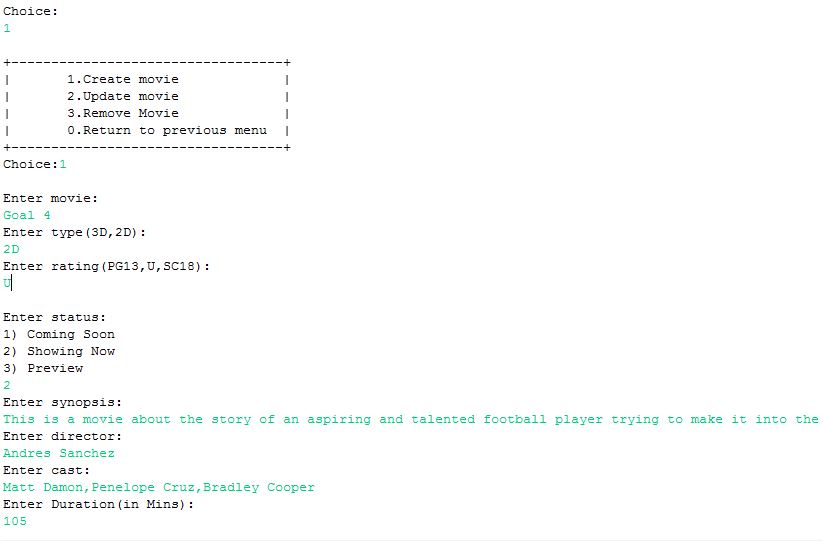 Choice:
1
+----------------------------------+
|       1.Create movie             |
|       2.Update movie             |
|       3.Remove Movie             |
|       0.Return to previous menu  |
+----------------------------------+
Choice:1
Enter movie:
Goal 4
Enter type(3D,2D):
2D
Enter rating(PG13,U,SC18):
U
Enter status:
1) Coming Soon
2) Showing Now
3) Preview
2
Enter synopsis:
This is a movie about the story of an aspiring and talented football player trying to make it into the
Enter director:
Andres Sanchez
Enter cast:
Matt Damon,Penelope Cruz,Bradley Cooper
Enter Duration(in Mins):
105